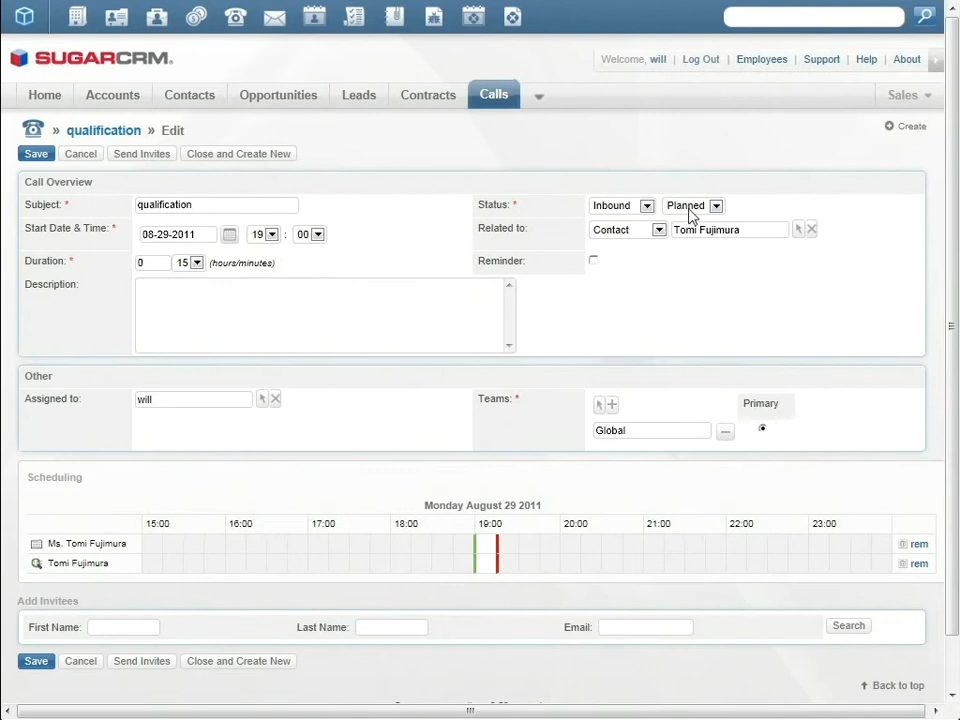 SUGARCRM.
Welcome, will | Log Out | Employees | Support | Help | About
Home Accounts Contacts Opportunities Leads Contracts Calls Sales
» qualification » Edit Create
Save Cancel Send Invites Close and Create New
Call Overview
Subject: * qualification Status: * Inbound Planned
Start Date & Time: * 08-29-2011 19 : 00 Related to: Contact Tomi Fujimura
Duration: * 0 15 (hours/minutes) Reminder:
Description:
Other
Assigned to: will Teams: * Primary
Global
Scheduling
Monday August 29 2011
15:00 16:00 17:00 18:00 19:00 20:00 21:00 22:00 23:00
Ms. Tomi Fujimura rem
Tomi Fujimura rem
Add Invitees
First Name: Last Name: Email: Search
Save Cancel Send Invites Close and Create New
Back to top